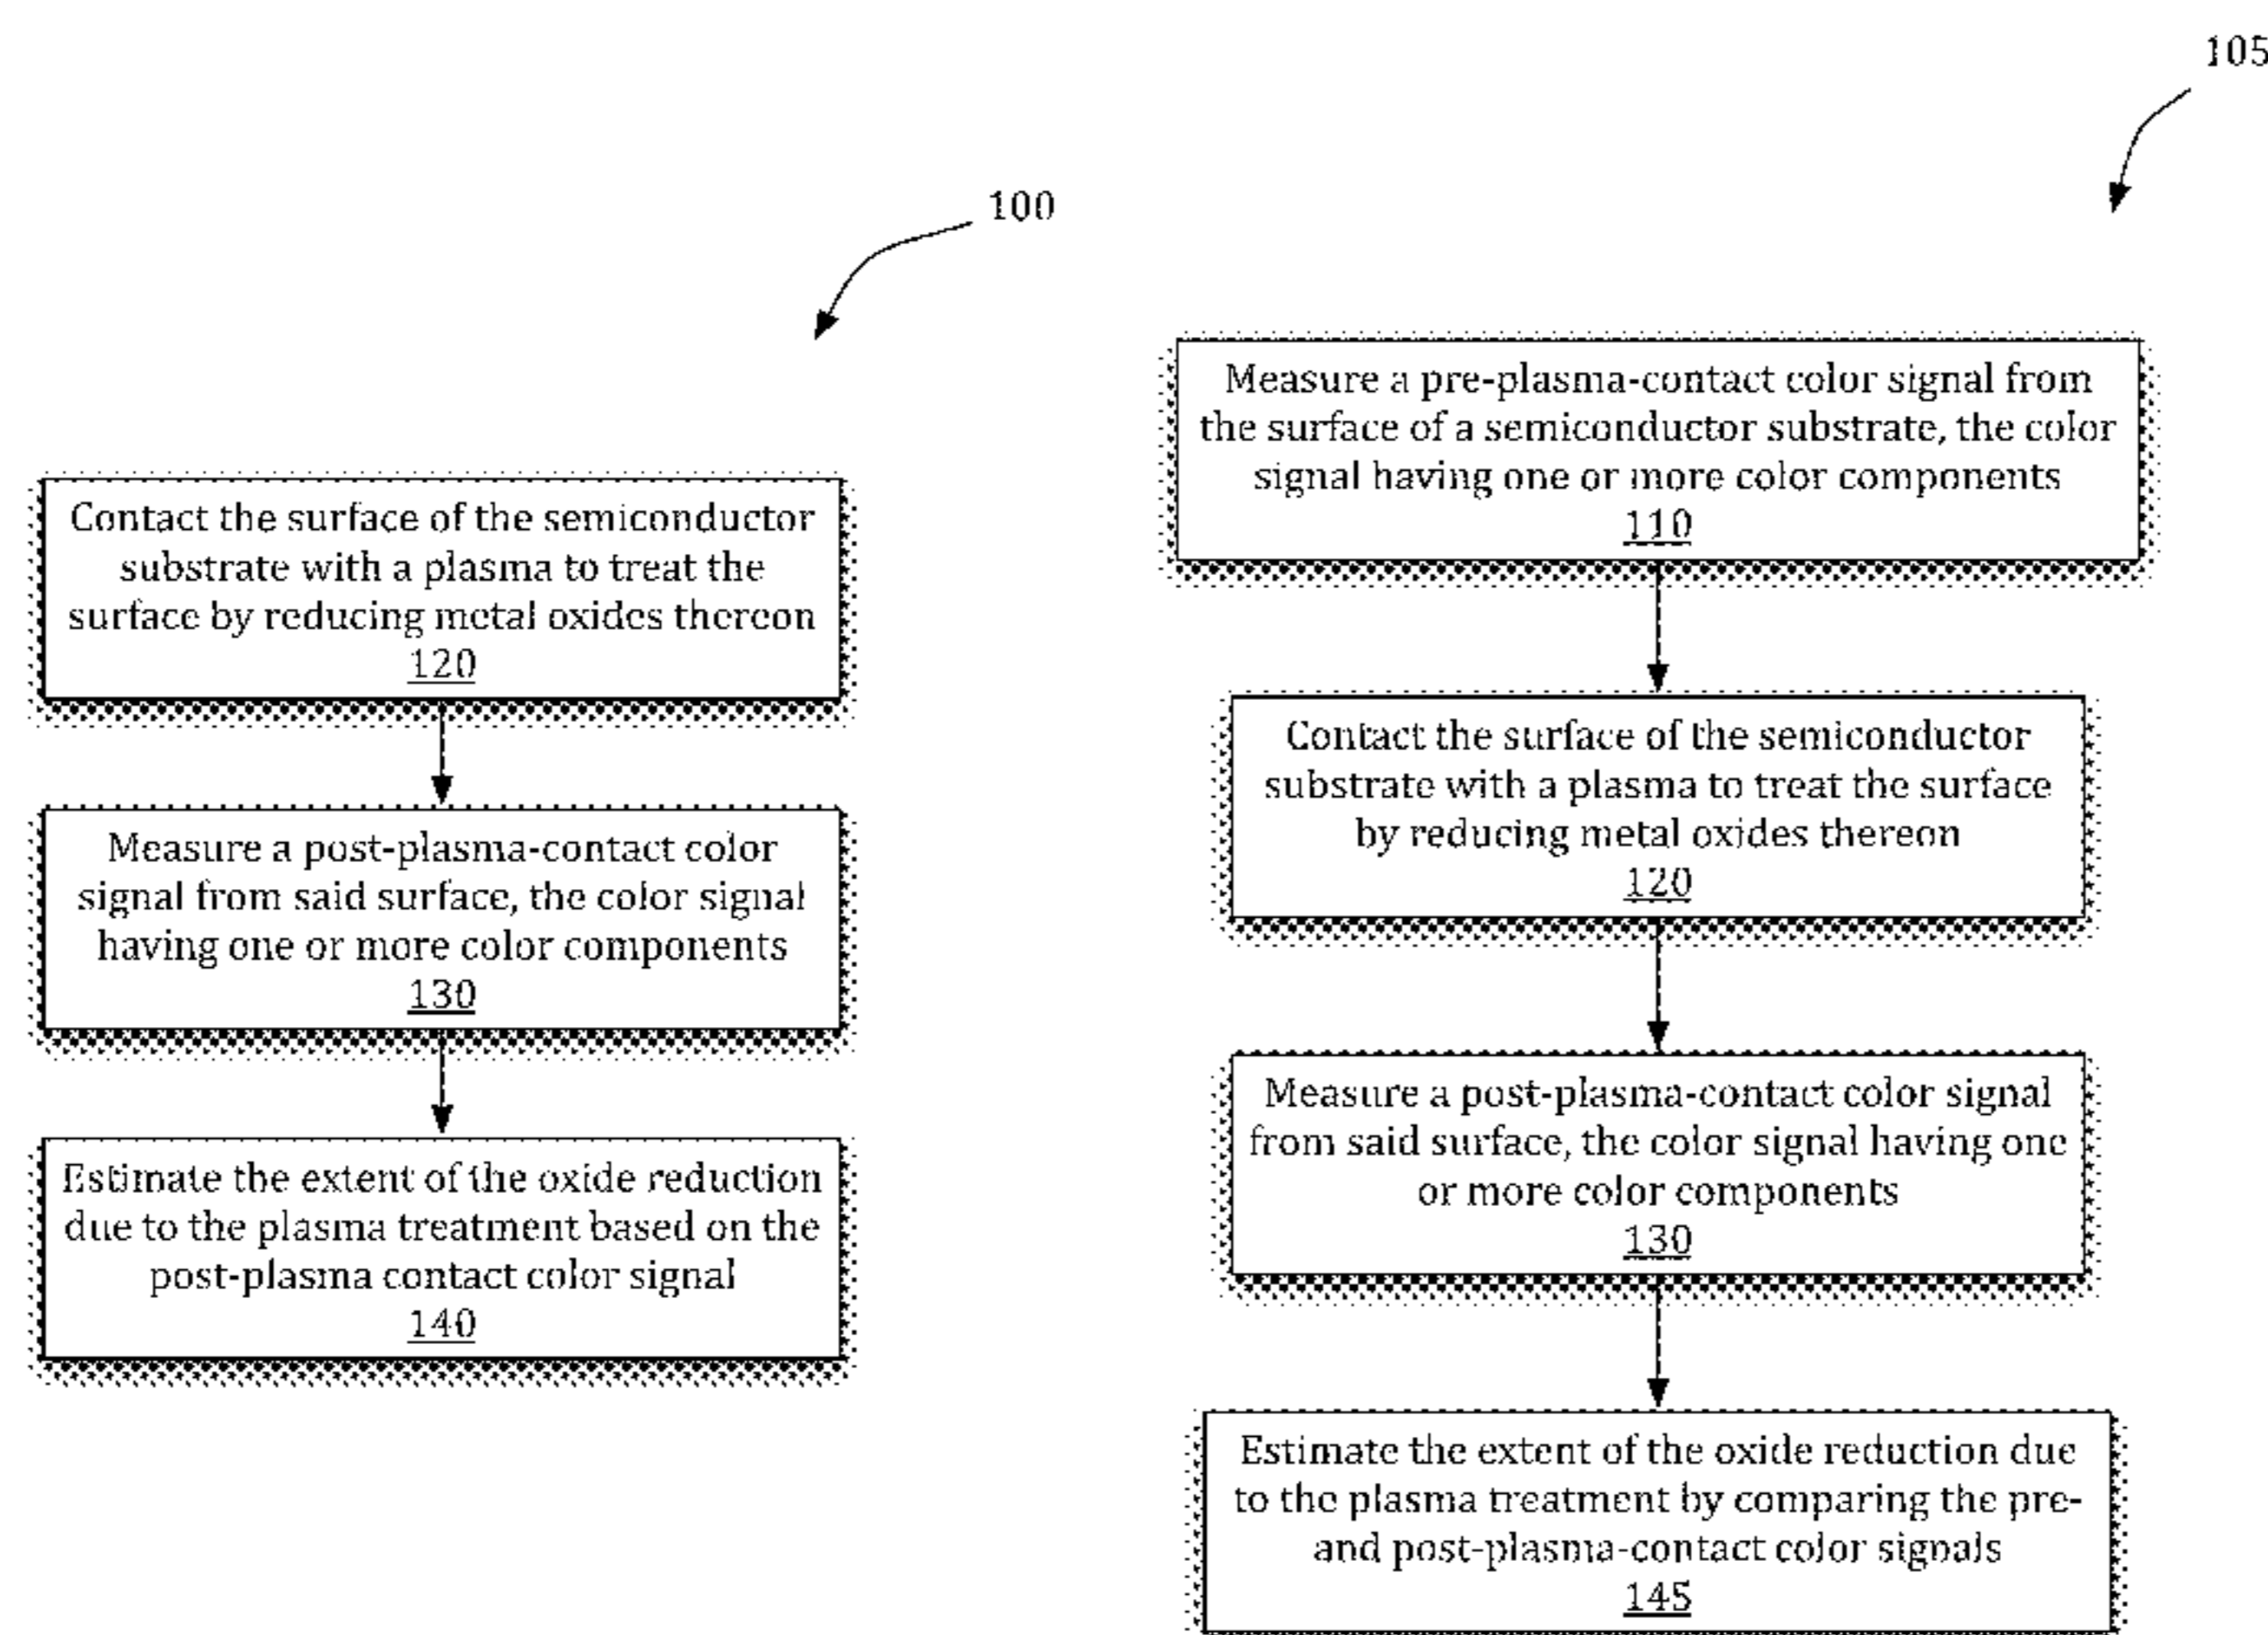 100
Contact the surface of the semiconductor
substrate with a plasma to treat the
surface by reducing metal oxides thereon
120
Measure a post-plasma-contact color
signal from said surface, the color signal
having one or more color components
130
Estimate the extent of the oxide reduction
due to the plasma treatment based on the
post-plasma contact color signal
140
105
Measure a pre-plasma-contact color signal from
the surface of a semiconductor substrate, the color
signal having one or more color components
110
Contact the surface of the semiconductor
substrate with a plasma to treat the surface
by reducing metal oxides thereon
120
Measure a post-plasma-contact color signal
from said surface, the color signal having one
or more color components
130
Estimate the extent of the oxide reduction due
to the plasma treatment by comparing the pre-
and post-plasma-contact color signals
145